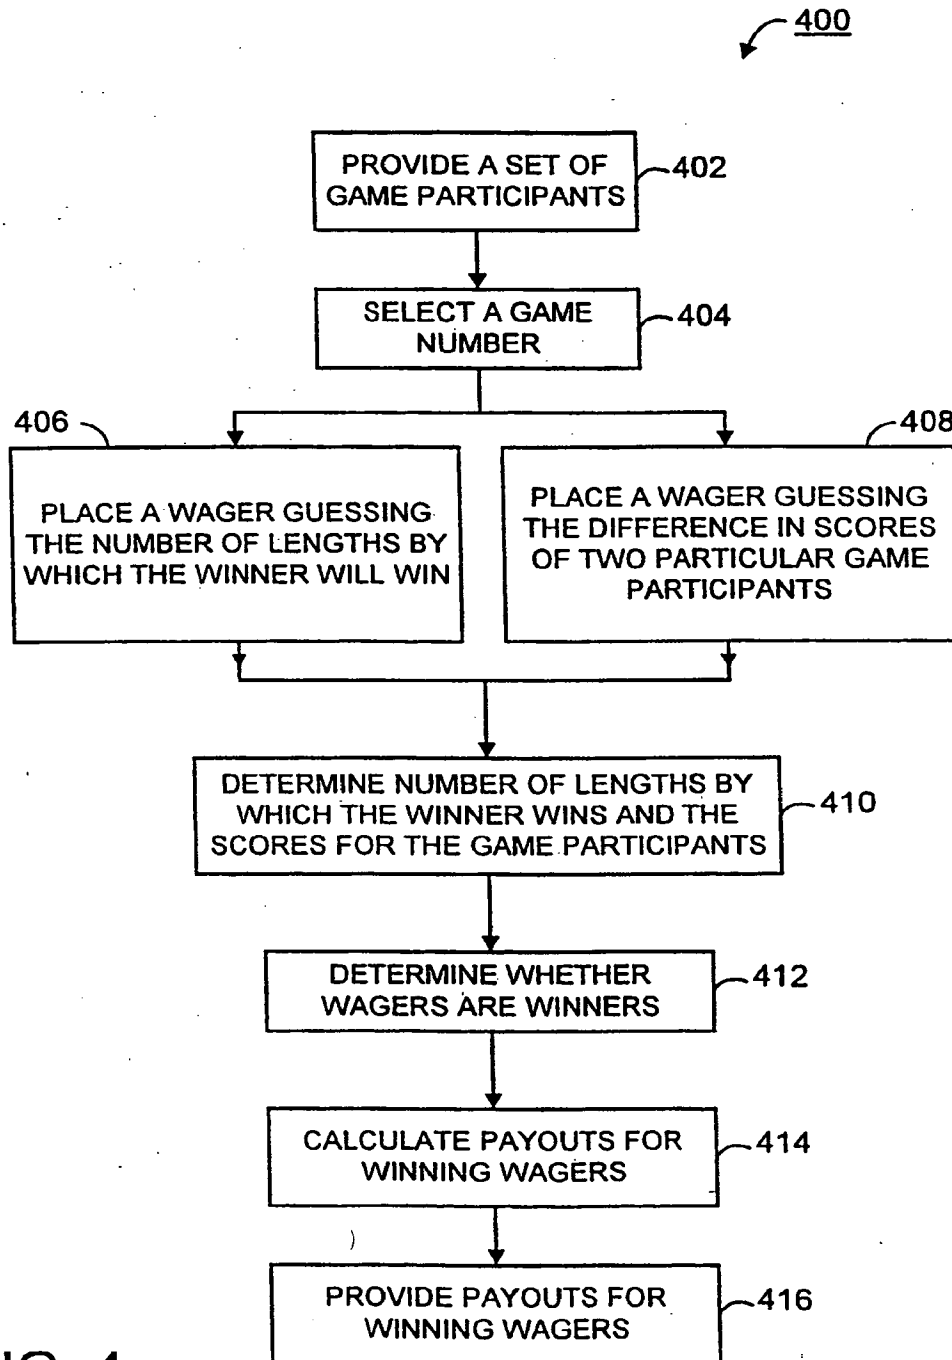 400
PROVIDE A SET OF
GAME PARTICIPANTS
402
SELECT A GAME
NUMBER
404
406
408
PLACE A WAGER GUESSING
THE NUMBER OF LENGTHS BY
WHICH THE WINNER WILL WIN
PLACE A WAGER GUESSING
THE DIFFERENCE IN SCORES
OF TWO PARTICULAR GAME
PARTICIPANTS
DETERMINE NUMBER OF LENGTHS BY
WHICH THE WINNER WINS AND THE
SCORES FOR THE GAME PARTICIPANTS
410
DETERMINE WHETHER
WAGERS ARE WINNERS
412
CALCULATE PAYOUTS FOR
WINNING WAGERS
414
PROVIDE PAYOUTS FOR
WINNING WAGERS
416